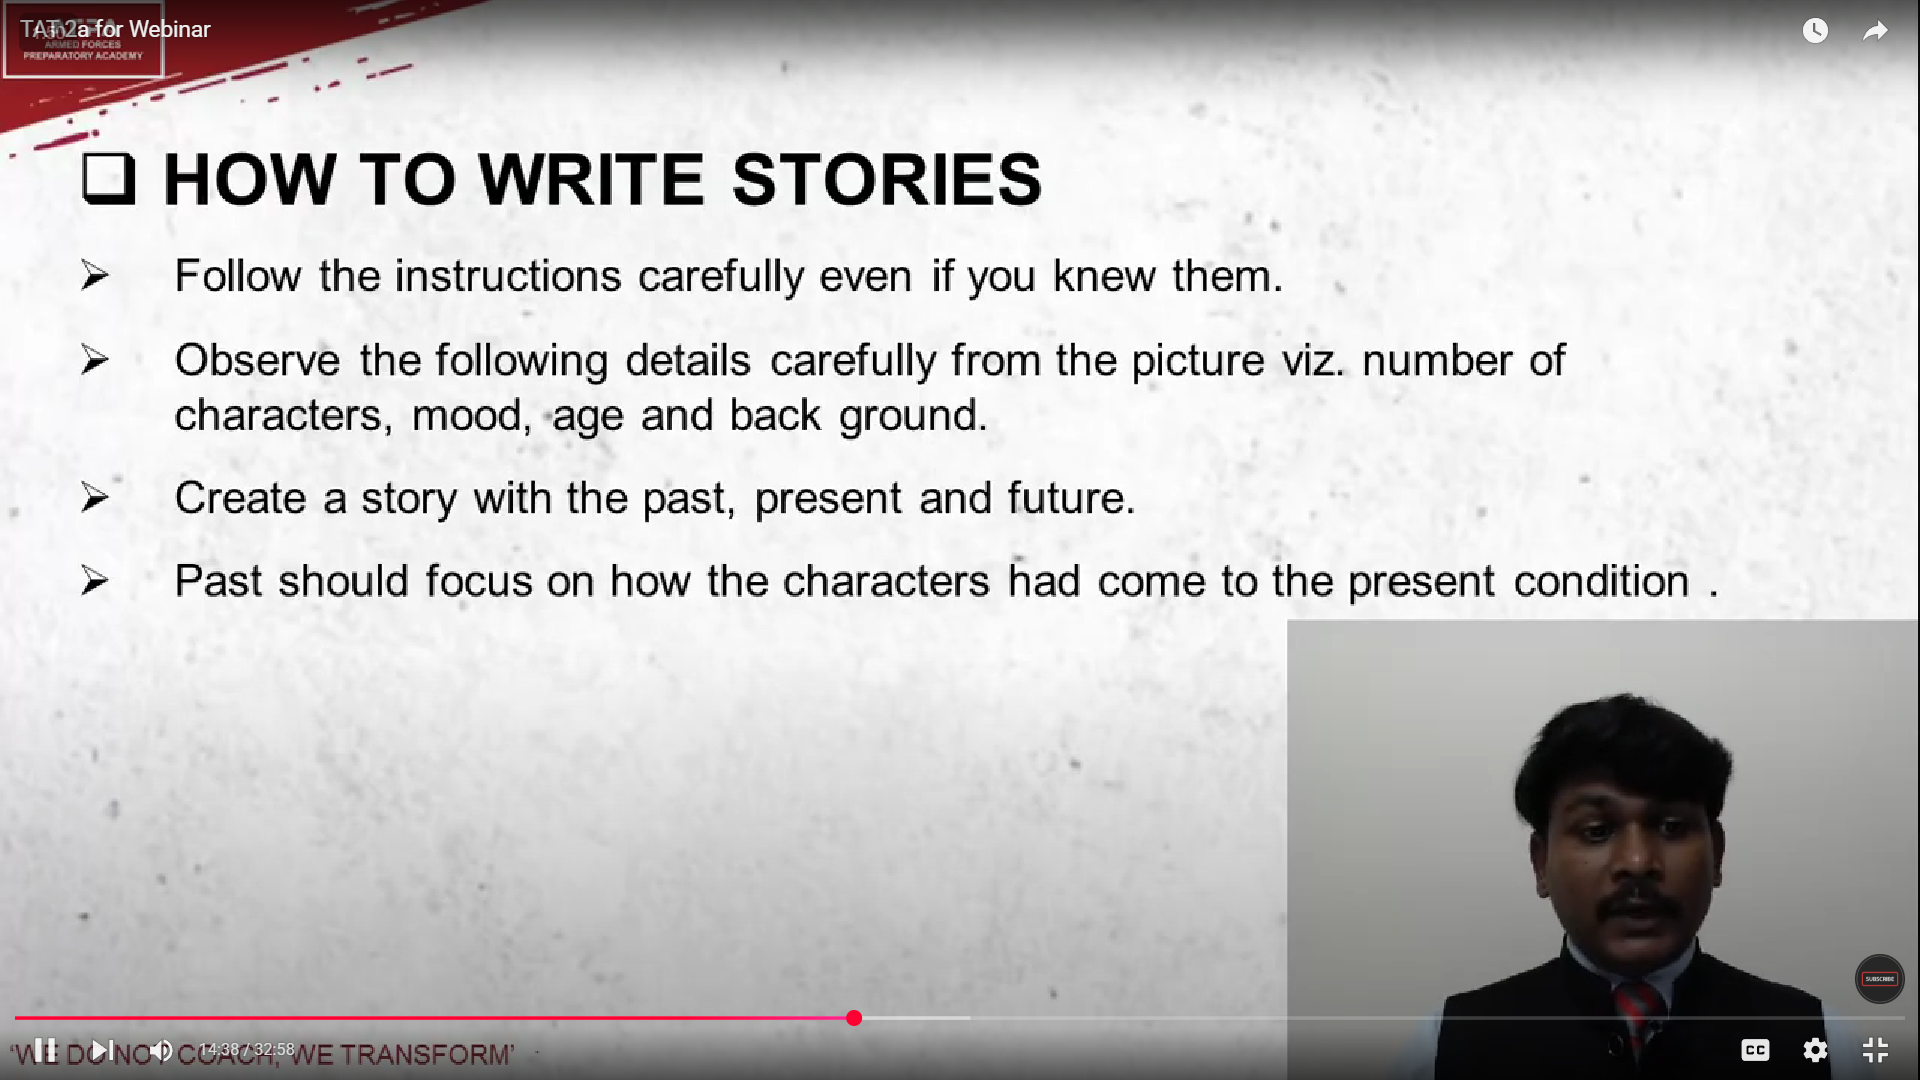 TAT-2a for Webinar
ARMED FORCES
PREPARATORY ACADEMY
HOW TO WRITE STORIES
Follow the instructions carefully even if you knew them.
Observe the following details carefully from the picture viz. number of
characters, mood, age and back ground.
Create a story with the past, present and future.
Past should focus on how the characters had come to the present condition .
SUBSCRIBE
'WE DO NOT COACH, WE TRANSFORM'
14:38 / 32:58
CC